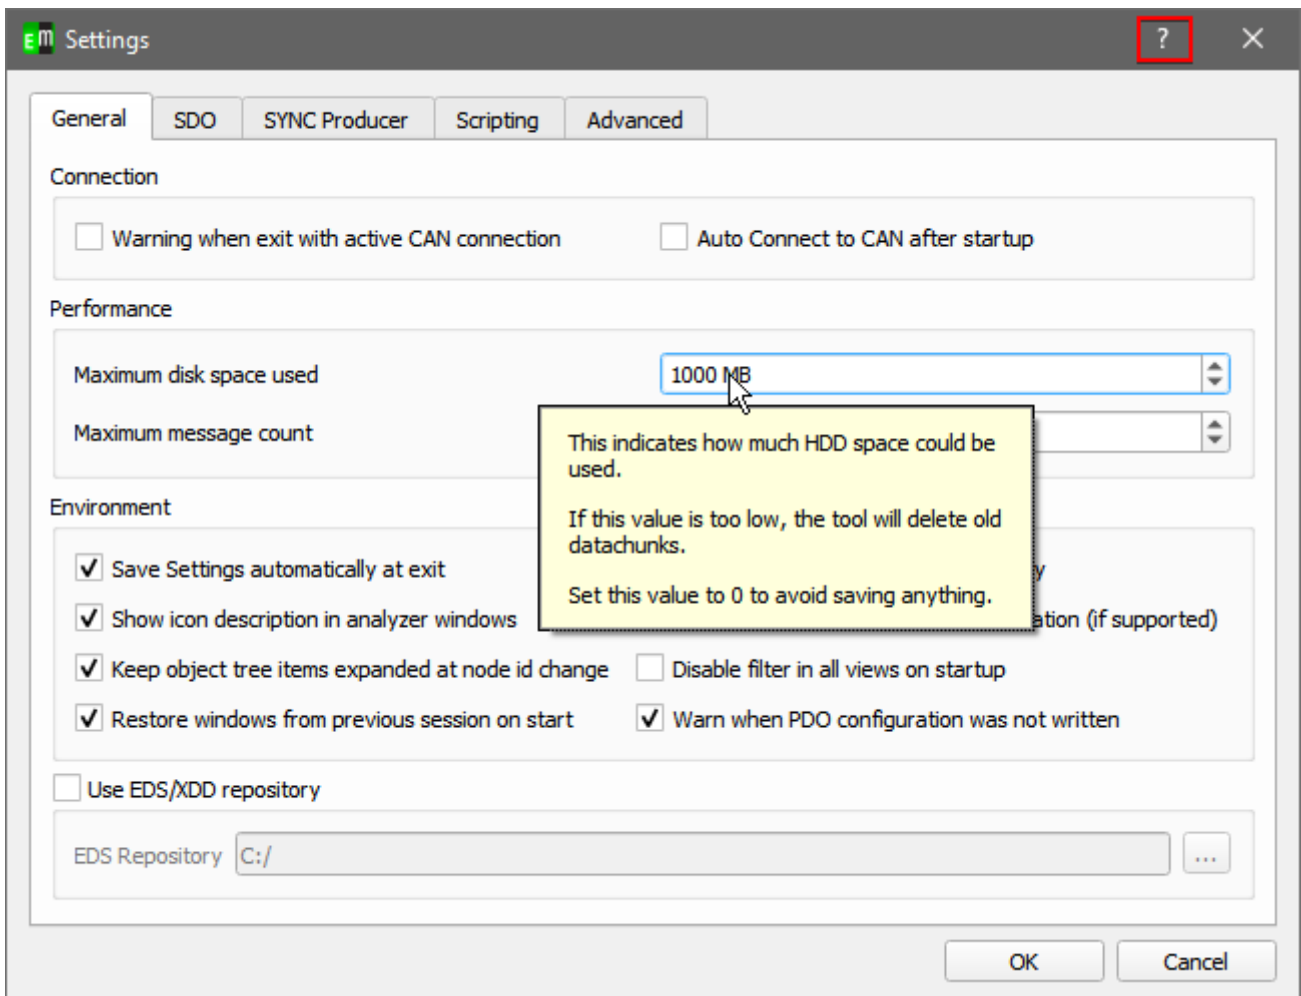 Em Settings ?
General SDO SYNC Producer Scripting Advanced
Connection
Warning when exit with active CAN connection Auto Connect to CAN after startup
Performance
Maximum disk space used 1000 MB
Maximum message count
This indicates how much HDD space could be
used.
If this value is too low, the tool will delete old
datachunks.
Set this value to 0 to avoid saving anything.
Environment
Save Settings automatically at exit
Show icon description in analyzer windows (if supported)
Keep object tree items expanded at node id change Disable filter in all views on startup
Restore windows from previous session on start Warn when PDO configuration was not written
Use EDS/XDD repository
EDS Repository C:/ ...
OK Cancel